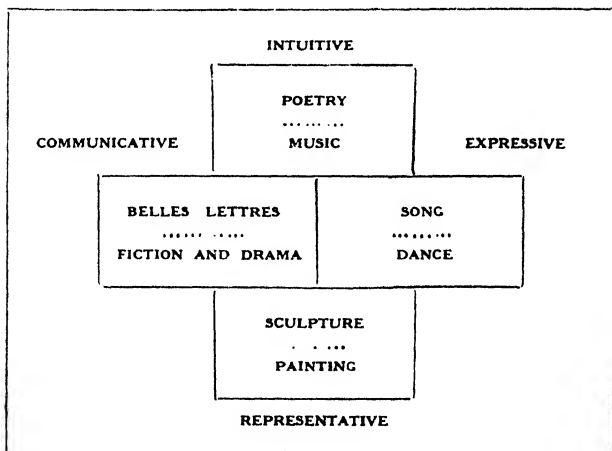 INTUITIVE
POETRY
MUSIC
COMMUNICATIVE
EXPRESSIVE
BELLES LETTRES
FICTION AND DRAMA
SONG
DANCE
SCULPTURE
PAINTING
REPRESENTATIVE